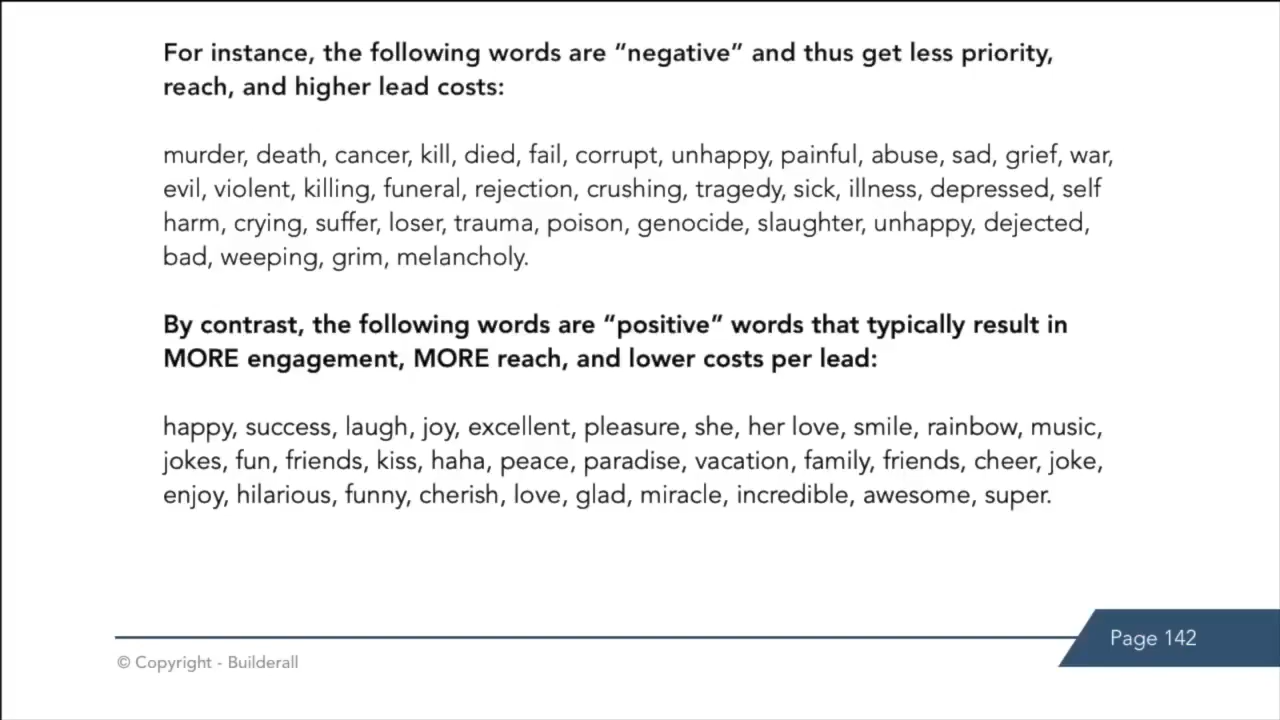 For instance, the following words are “negative” and thus get less priority,
reach, and higher lead costs:
murder, death, cancer, kill, died, fail, corrupt, unhappy, painful, abuse, sad, grief, war,
evil, violent, killing, funeral, rejection, crushing, tragedy, sick, illness, depressed, self
harm, crying, suffer, loser, trauma, poison, genocide, slaughter, unhappy, dejected,
bad, weeping, grim, melancholy.
By contrast, the following words are “positive” words that typically result in
MORE engagement, MORE reach, and lower costs per lead:
happy, success, laugh, joy, excellent, pleasure, she, her love, smile, rainbow, music,
jokes, fun, friends, kiss, haha, peace, paradise, vacation, family, friends, cheer, joke,
enjoy, hilarious, funny, cherish, love, glad, miracle, incredible, awesome, super.
Page 142
© Copyright - Builderall